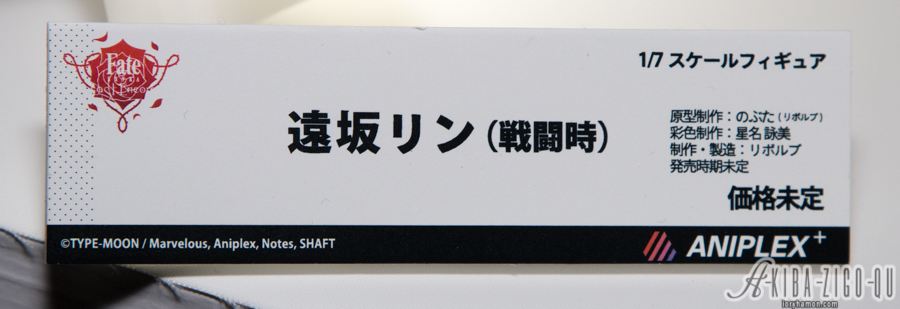 Fate
EXTRA
1/7 スケールフィギュア
遠坂リン(戦闘時)
原型制作：のぶた(リボルブ)
彩色制作：星名 詠美
制作・製造：リボルブ
発売時期未定
価格未定
©TYPE-MOON / Marvelous, Aniplex, Notes, SHAFT
ANIPLEX+
AKIBA-ZIGO-QU
loryhamon.com